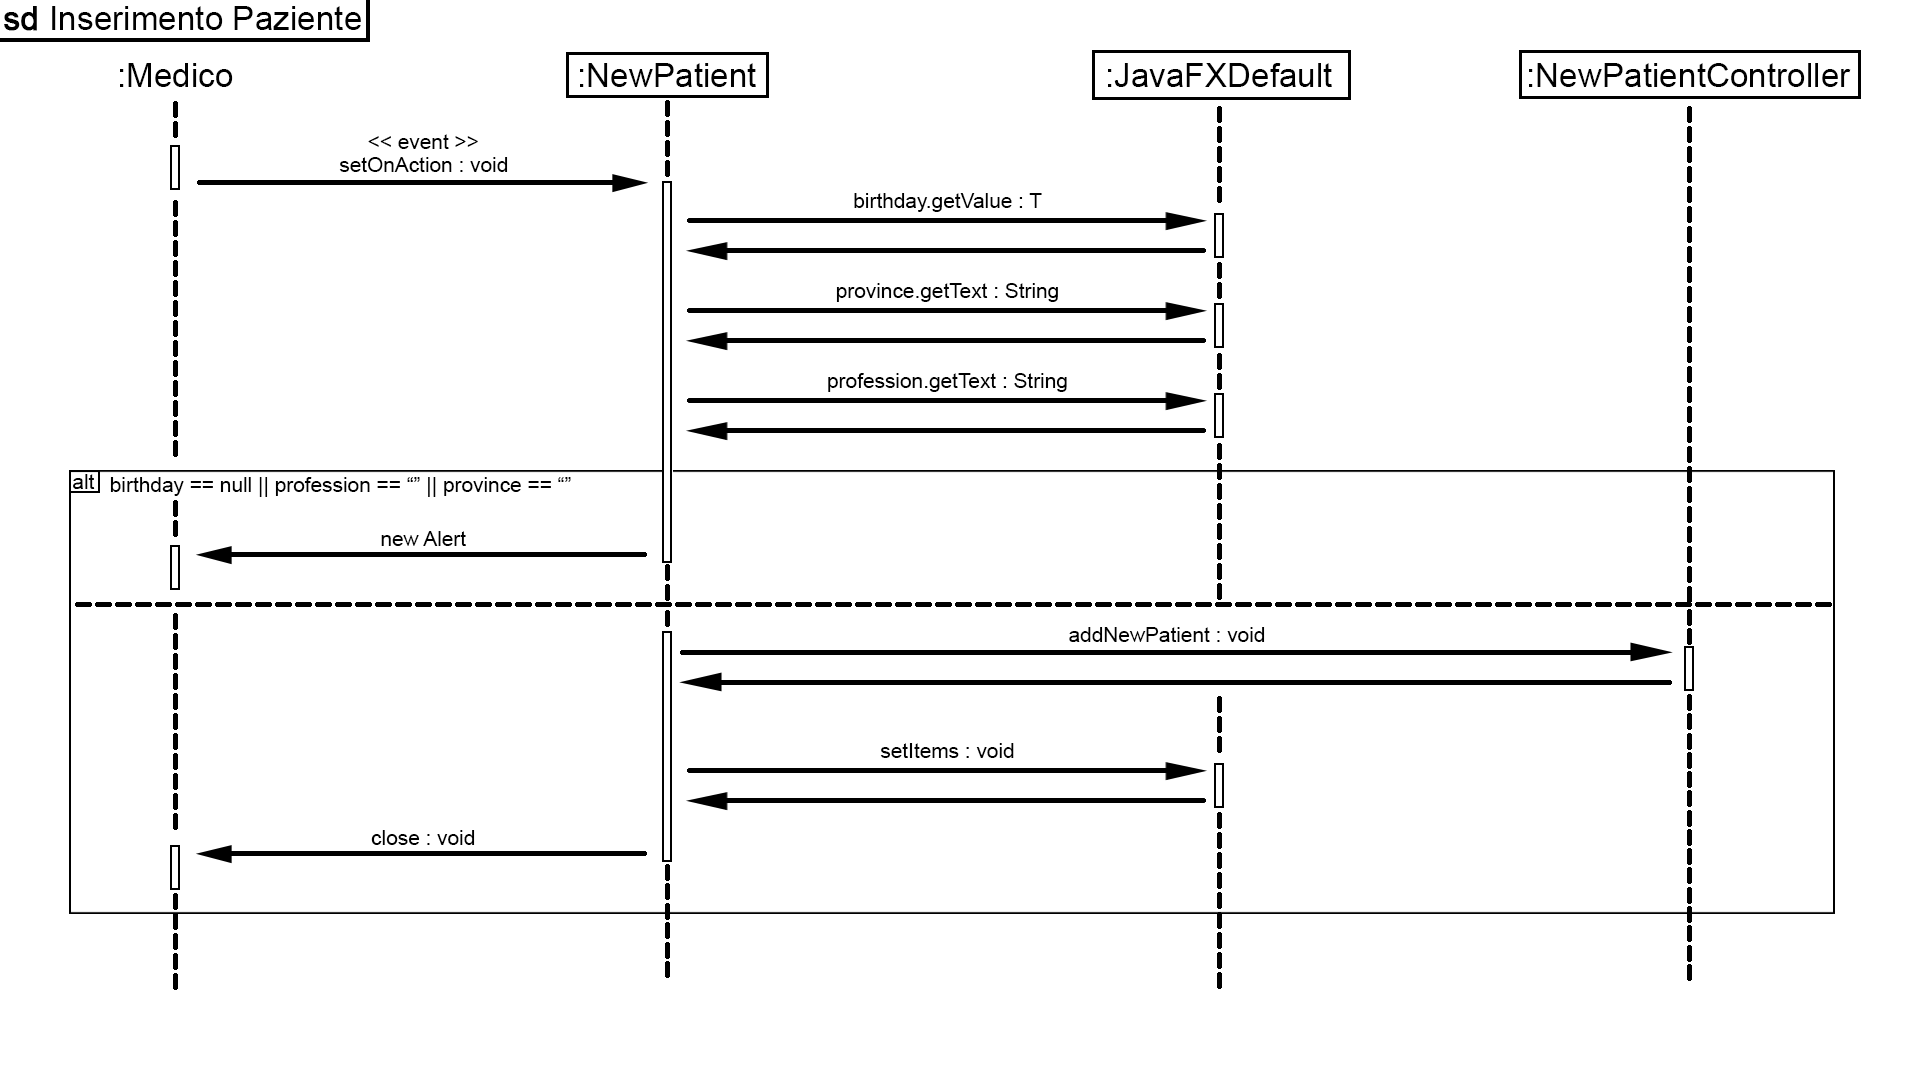 sd Inserimento Paziente
:Medico
:NewPatient
:JavaFXDefault
:NewPatientController
<< event >>
setOnAction : void
birthday.getValue : T
province.getText : String
profession.getText : String
alt birthday == null || profession == “” || province == “”
new Alert
addNewPatient : void
setItems : void
close : void